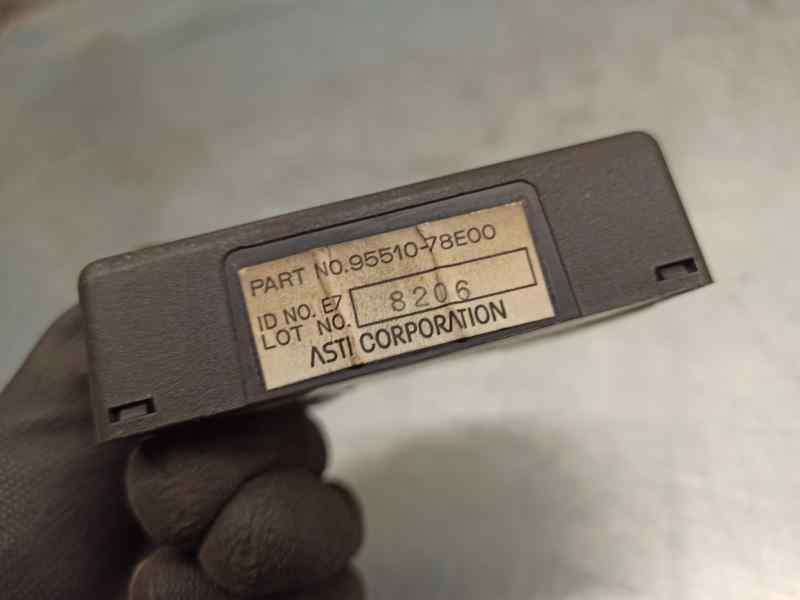 PART NO.95510-78E00
ID NO. E7
LOT NO. 8206
ASTI CORPORATION